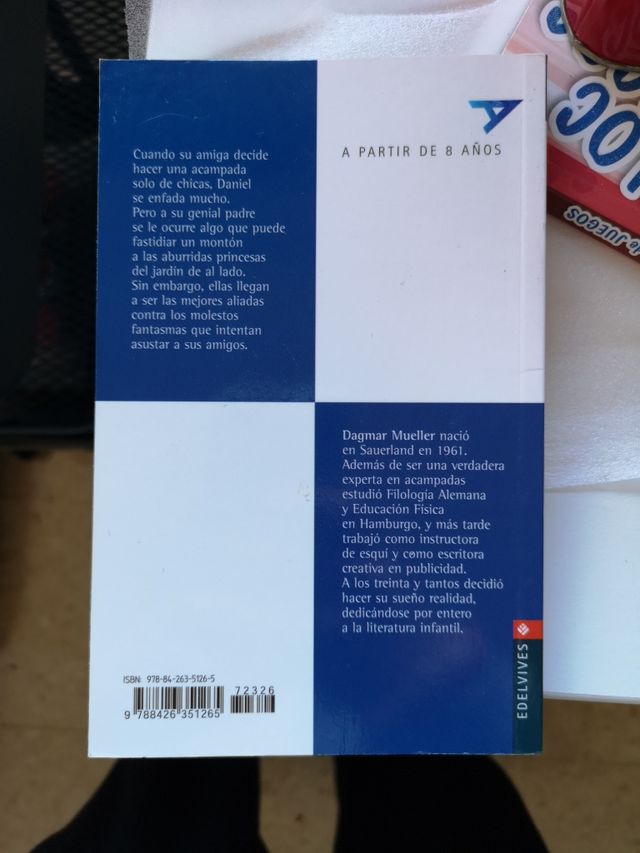 A PARTIR DE 8 AÑOS
Cuando su amiga decide
hacer una acampada
solo de chicas, Daniel
se enfada mucho.
Pero a su genial padre
se le ocurre algo que puede
fastidiar un montón
a las aburridas princesas
del jardín de al lado.
Sin embargo, ellas llegan
a ser las mejores aliadas
contra los molestos
fantasmas que intentan
asustar a sus amigos.
Dagmar Mueller nació
en Sauerland en 1961.
Además de ser una verdadera
experta en acampadas
estudió Filología Alemana
y Educación Física
en Hamburgo, y más tarde
trabajó como instructora
de esquí y como escritora
creativa en publicidad.
A los treinta y tantos decidió
hacer su sueño realidad,
dedicándose por entero
a la literatura infantil.
EDELVIVES
ISBN: 978-84-263-5126-5
72326
9 788426 351265
de JUEGOS